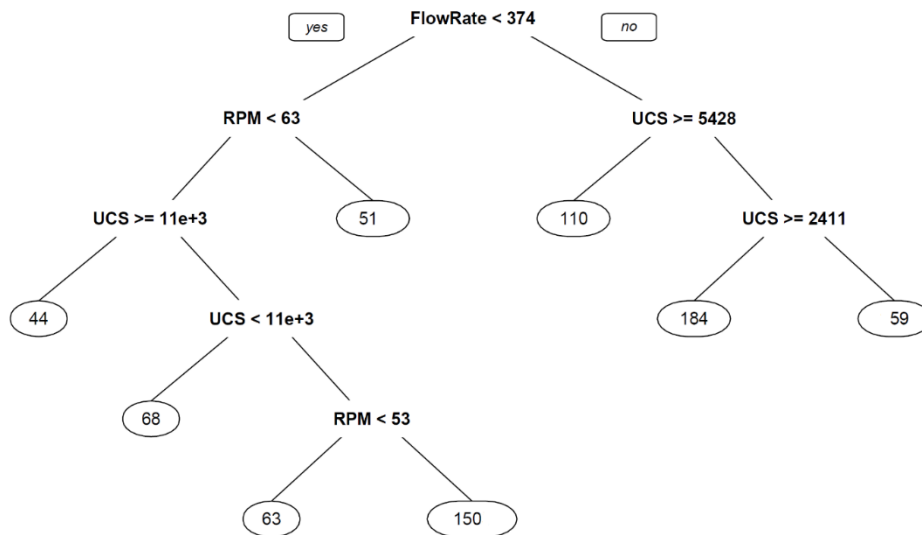 FlowRate < 374
yes
no
RPM < 63
UCS >= 5428
UCS >= 11e+3
51
110
UCS >= 2411
44
UCS < 11e+3
184
59
68
RPM < 53
63
150